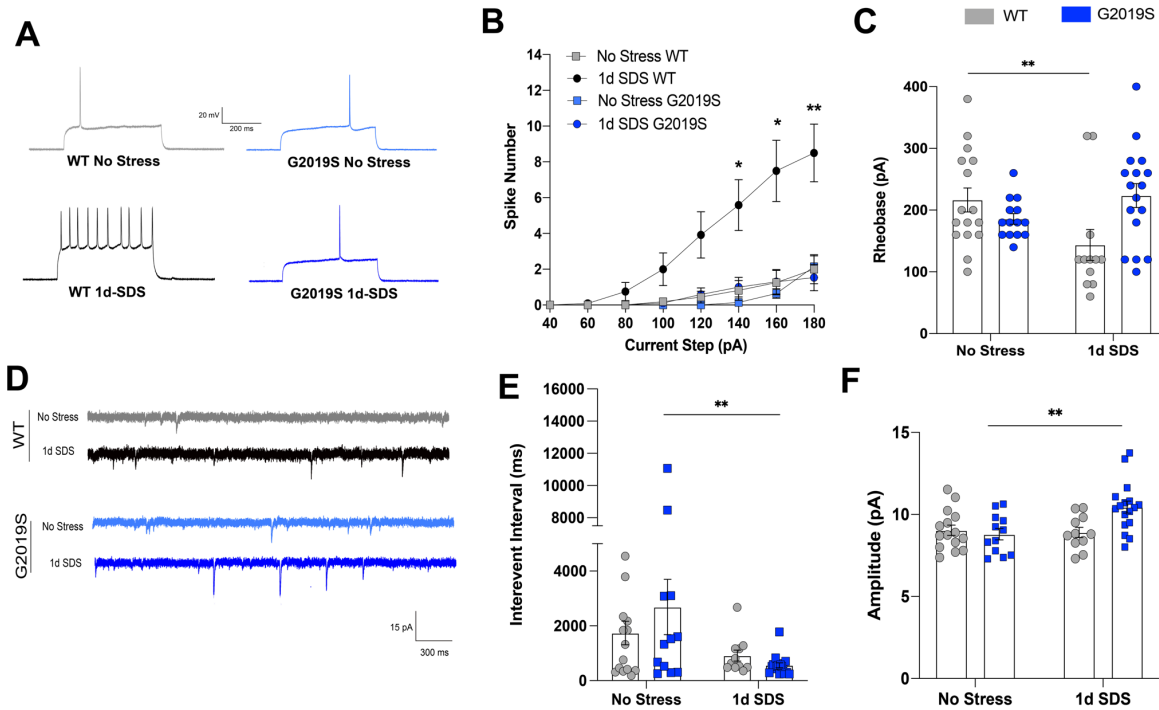 A
20 mV
200 ms
WT No Stress
G2019S No Stress
WT 1d-SDS
G2019S 1d-SDS
B
No Stress WT
1d SDS WT
No Stress G2019S
1d SDS G2019S
Spike Number
14
12
10
8
6
4
2
0
*
*
**
40 60 80 100 120 140 160 180
Current Step (pA)
WT G2019S
C
**
Rheobase (pA)
400
300
200
100
0
No Stress 1d SDS
D
WT
No Stress
1d SDS
G2019S
No Stress
1d SDS
15 pA
300 ms
E
**
Interevent Interval (ms)
16000
14000
12000
10000
8000
4000
2000
0
No Stress 1d SDS
F
**
Amplitude (pA)
15
10
5
0
No Stress 1d SDS